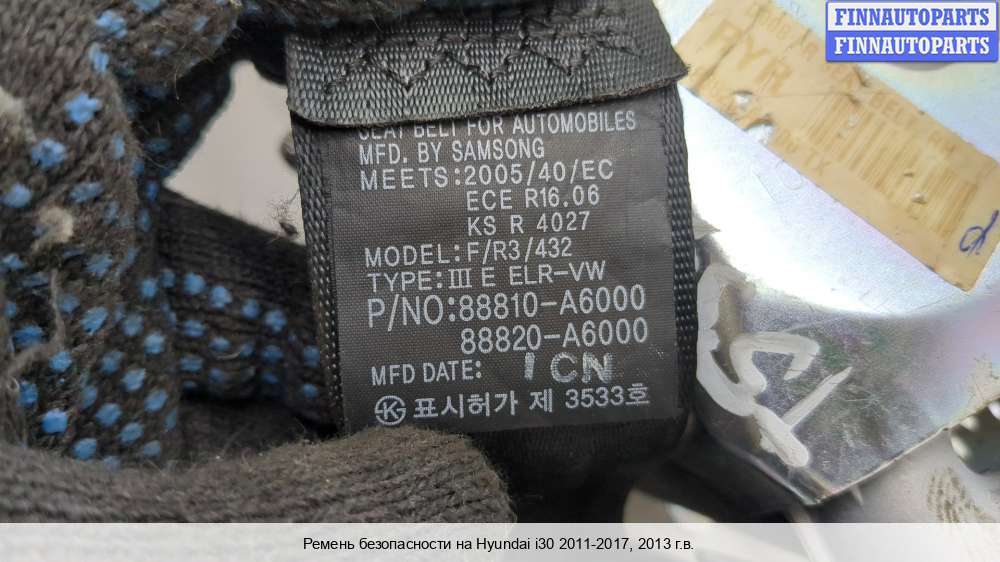 FINNAUTOPARTS
FINNAUTOPARTS
RYR
SEAT BELT FOR AUTOMOBILES
MFD. BY SAMSONG
MEETS:2005/40/EC
ECE R16.06
KS R 4027
MODEL:F/R3/432
TYPE:III E ELR-VW
P/NO:88810-A6000
88820-A6000
MFD DATE: 1CN
표시허가 제 3533호
Ремень безопасности на Hyundai i30 2011-2017, 2013 г.в.